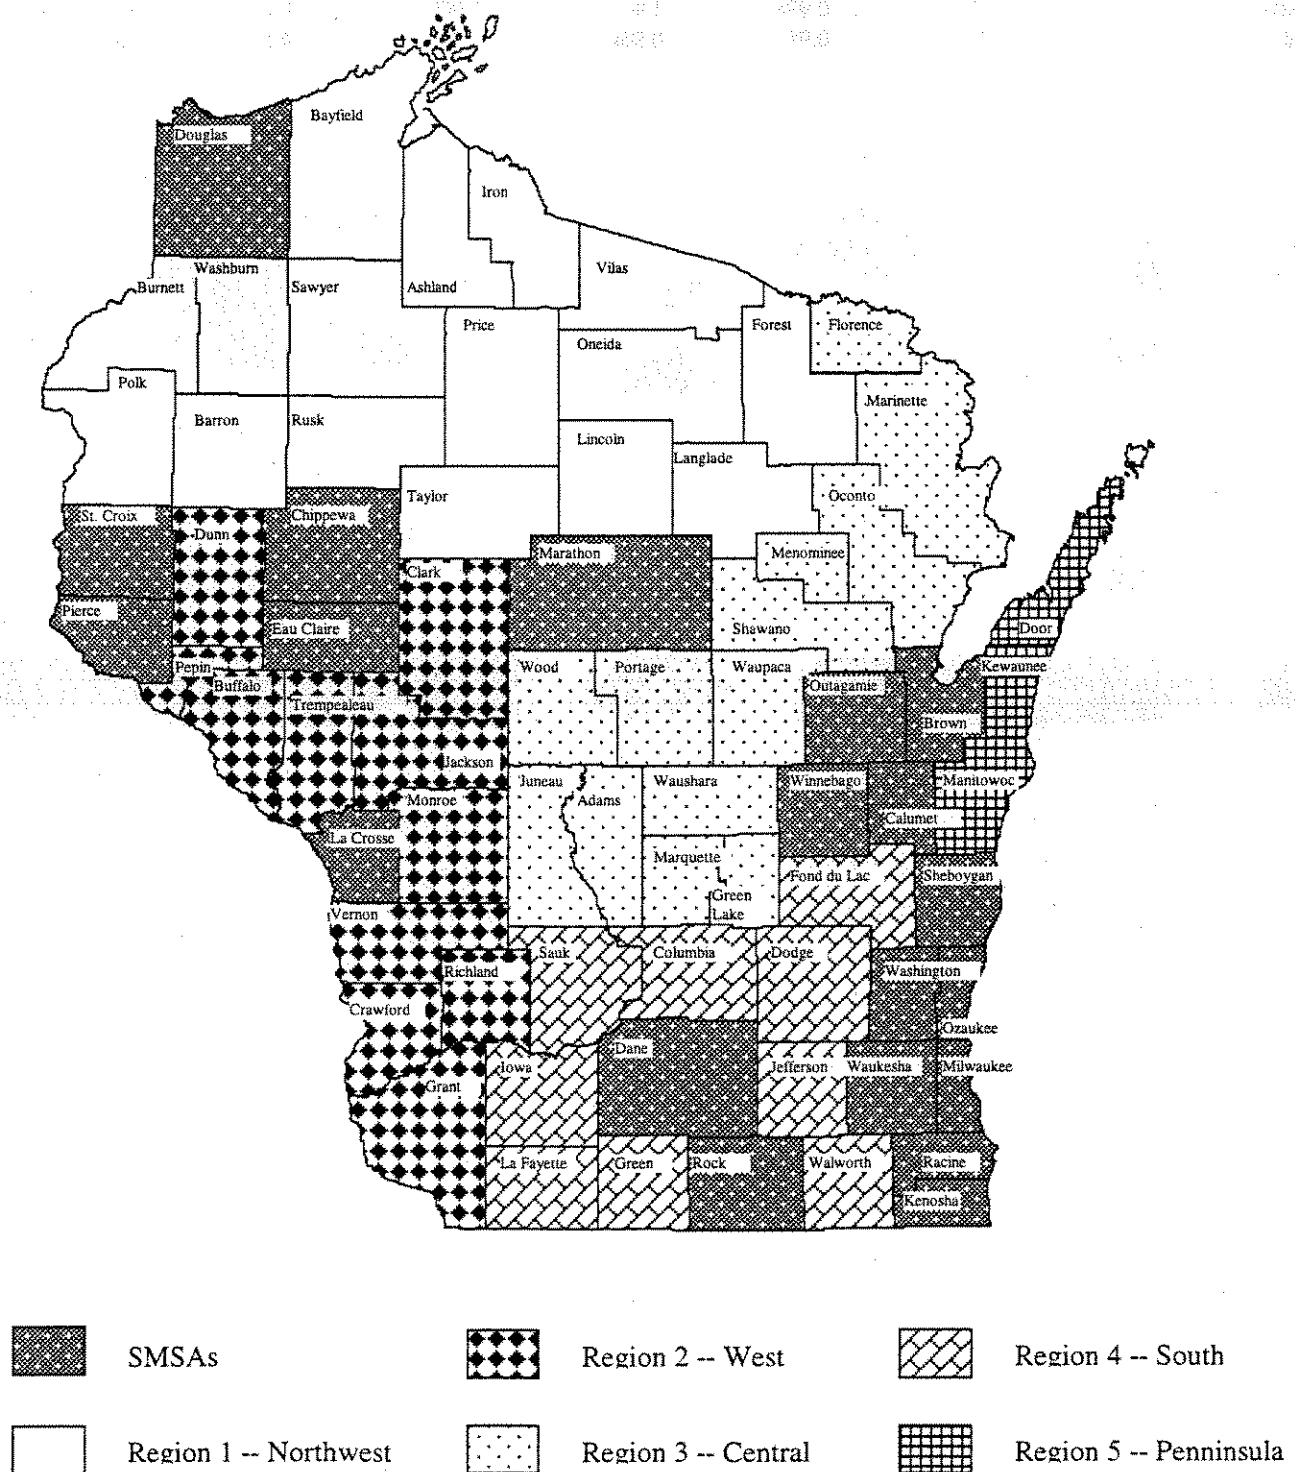 Bayfield
Douglas
Iron
Washburn
Vilas
Burnett
Sawyer
Ashland
Price
Forest
Florence
Oneida
Polk
Marinette
Barron
Rusk
Lincoln
Langlade
Taylor
Oconto
St. Croix
Chippewa
Dunn
Marathon
Menominee
Clark
Pierce
Eau Claire
Shawano
Door
Pepin
Wood
Portage
Waupaca
Kewaunee
Buffalo
Outagamie
Trempealeau
Brown
Jackson
Juneau
Waushara
Winnebago
Manitowoc
Monroe
Adams
Calumet
La Crosse
Marquette
Fond du Lac
Sheboygan
Green
Lake
Vernon
Sauk
Columbia
Dodge
Richland
Washington
Crawford
Ozaukee
Dane
Iowa
Jefferson
Waukesha
Milwaukee
Grant
La Fayette
Green
Rock
Walworth
Racine
Kenosha
SMSAs
Region 2 -- West
Region 4 -- South
Region 1 -- Northwest
Region 3 -- Central
Region 5 -- Penninsula